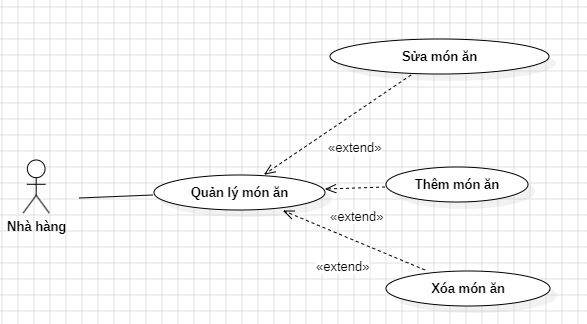 Sửa món ăn
«extend»
Quản lý món ăn
Thêm món ăn
«extend»
Nhà hàng
«extend»
Xóa món ăn